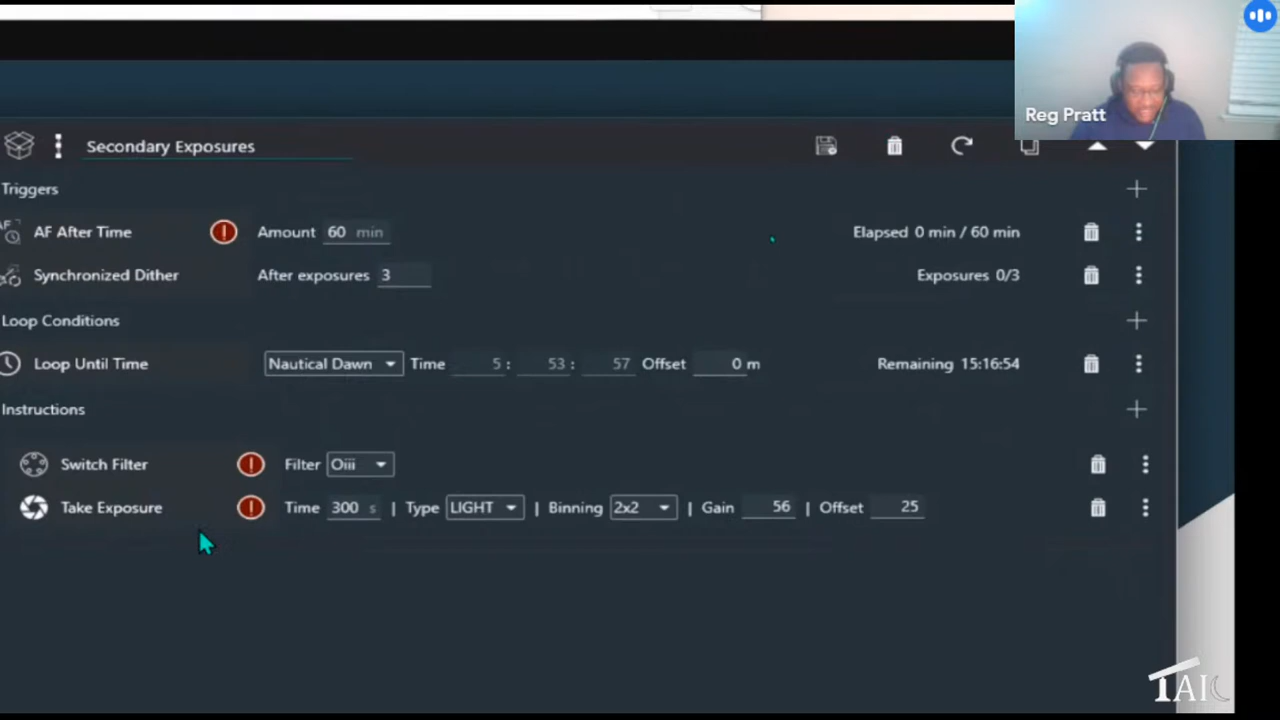 Reg Pratt
Secondary Exposures
Triggers
AF
AF After Time Amount 60 min Elapsed 0 min / 60 min
Synchronized Dither After exposures 3 Exposures 0/3
Loop Conditions
Loop Until Time Nautical Dawn Time 5: 53: 57 Offset 0 m Remaining 15:16:54
Instructions
Switch Filter Filter Oiii
Take Exposure Time 300 s | Type LIGHT | Binning 2x2 | Gain 56 | Offset 25
TAIC